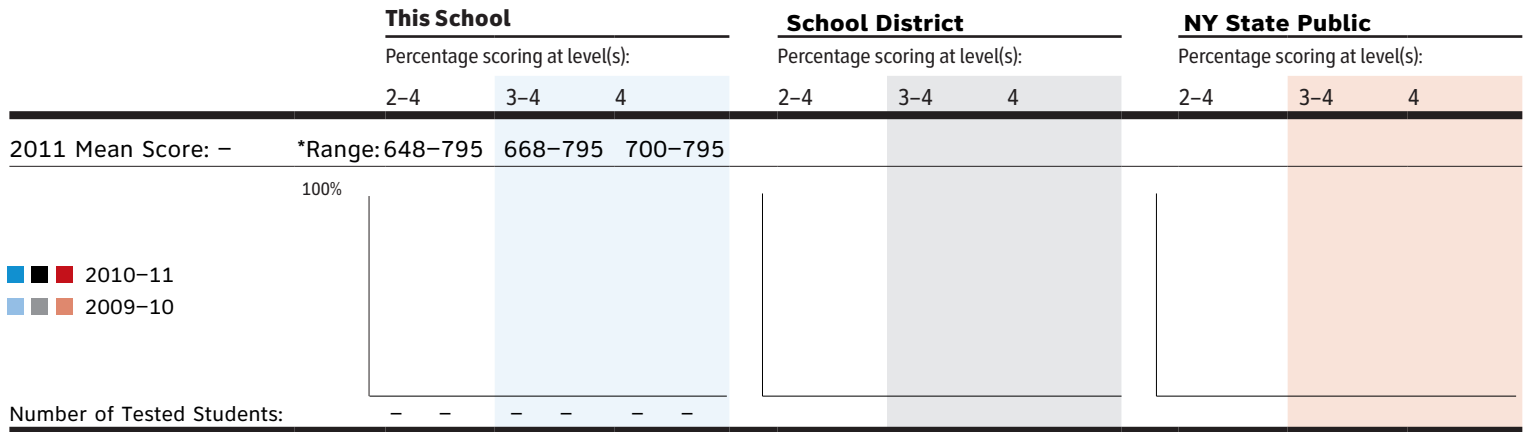 This School School District NY State Public
Percentage scoring at level(s): Percentage scoring at level(s): Percentage scoring at level(s):
2–4 3–4 4 2–4 3–4 4 2–4 3–4 4
2011 Mean Score: – *Range: 648–795 668–795 700–795
100%
2010–11
2009–10
Number of Tested Students: – – – – – –